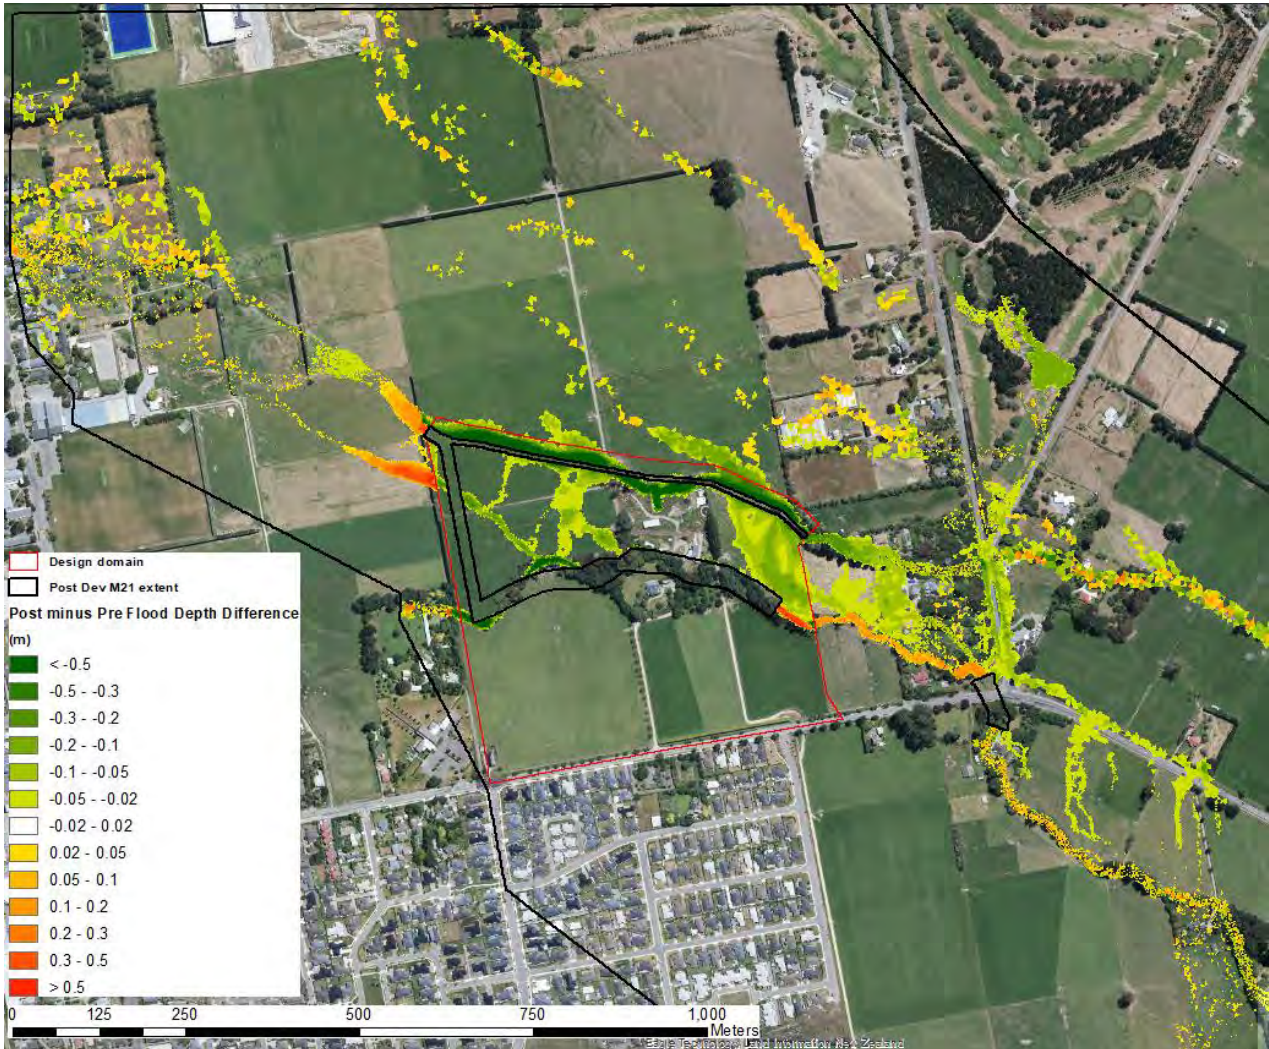 Design domain
Post Dev M21 extent
Post minus Pre Flood Depth Difference
(m)
< -0.5
-0.5 - -0.3
-0.3 - -0.2
-0.2 - -0.1
-0.1 - -0.05
-0.05 - -0.02
-0.02 - 0.02
0.02 - 0.05
0.05 - 0.1
0.1 - 0.2
0.2 - 0.3
0.3 - 0.5
> 0.5
0 125 250 500 750 1,000
Meters
Eagle Technology, Land Information New Zealand